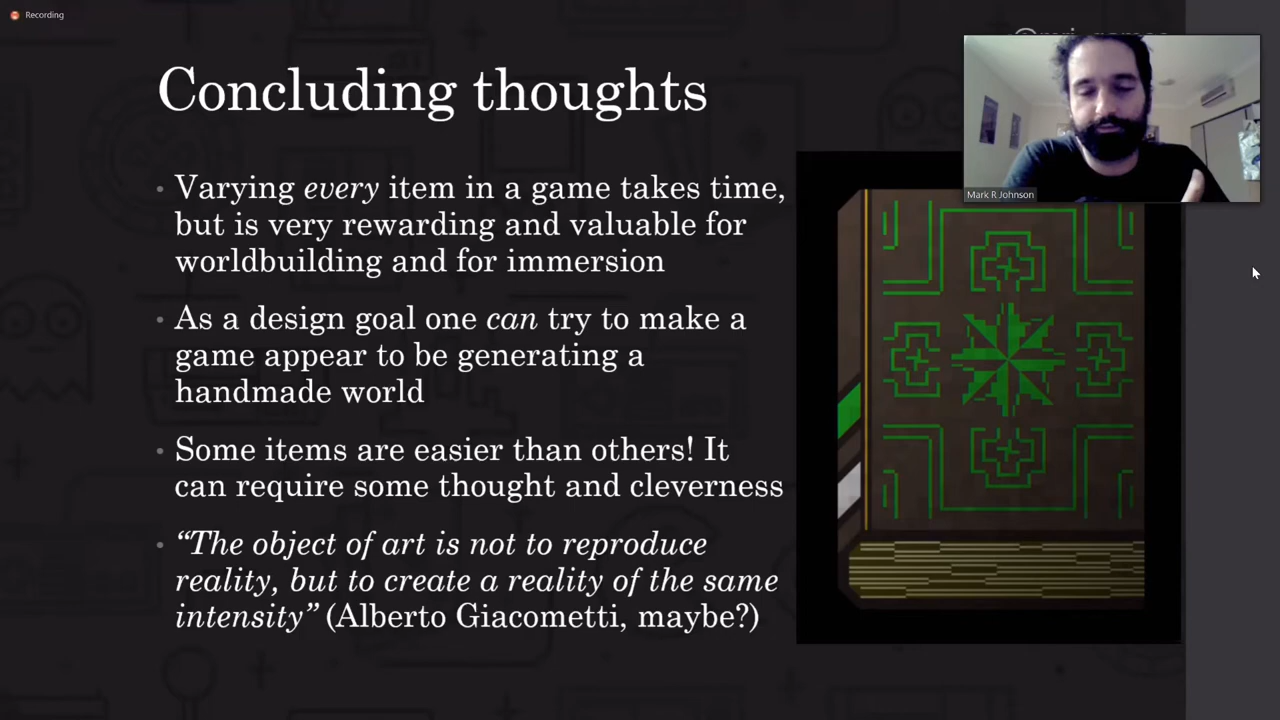 Recording
Concluding thoughts
Mark R Johnson
• Varying every item in a game takes time,
but is very rewarding and valuable for
worldbuilding and for immersion
• As a design goal one can try to make a
game appear to be generating a
handmade world
• Some items are easier than others! It
can require some thought and cleverness
• “The object of art is not to reproduce
reality, but to create a reality of the same
intensity” (Alberto Giacometti, maybe?)